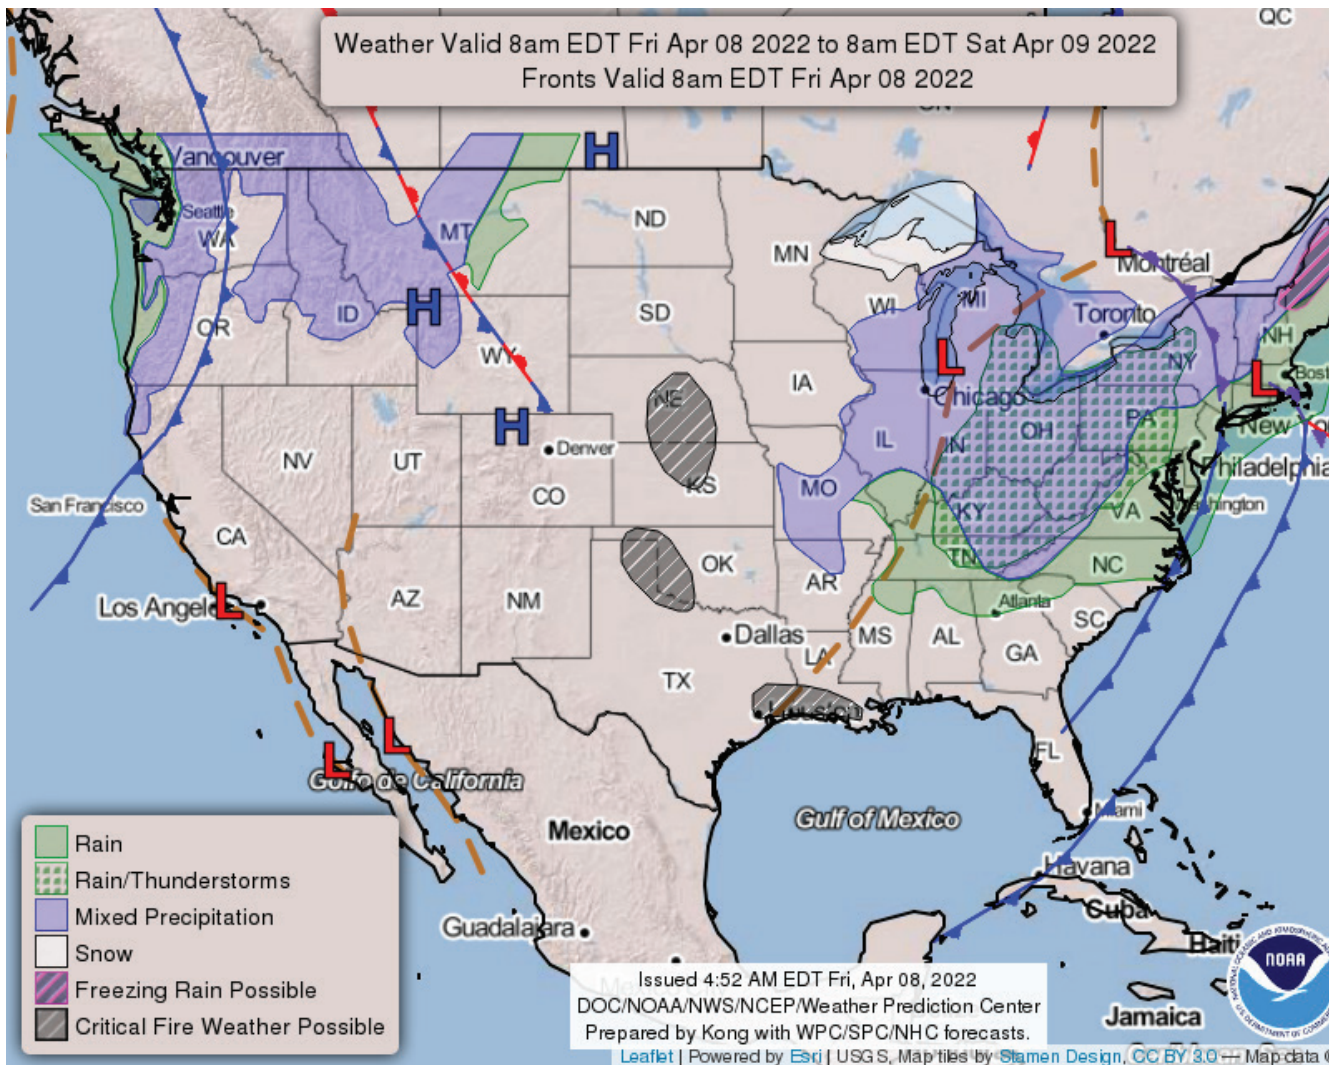 Weather Valid 8am EDT Fri Apr 08 2022 to 8am EDT Sat Apr 09 2022
Fronts Valid 8am EDT Fri Apr 08 2022
QC
Vancouver
H
Seattle
WA
MT
ND
MN
L
Montréal
OR
ID
H
WY
SD
WI
MI
Toronto
NH
NY
L
IA
Chicago
L
Bost
NE
H
Denver
NV
UT
CO
KS
MO
IL
IN
OH
PA
New Yor
Philadelphia
San Francisco
CA
KY
VA
Washington
AZ
NM
OK
AR
TN
NC
Los Angele
L
Atlanta
SC
Dallas
LA
MS
AL
GA
TX
Houston
L
L
FL
Golfo de California
Mexico
Gulf of Mexico
Miami
Havana
Cuba
Haiti
Guadalajara
Jamaica
Rain
Rain/Thunderstorms
Mixed Precipitation
Snow
Freezing Rain Possible
Critical Fire Weather Possible
NOAA
Issued 4:52 AM EDT Fri, Apr 08, 2022
DOC/NOAA/NWS/NCEP/Weather Prediction Center
Prepared by Kong with WPC/SPC/NHC forecasts.
Leaflet | Powered by Esri | USGS, Map tiles by Stamen Design, CC BY 3.0 — Map data ©